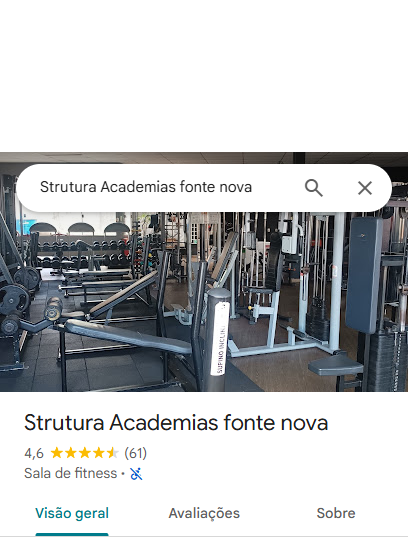 Strutura Academias fonte nova
SUPINO INCLINADO
Strutura Academias fonte nova
4,6 (61)
Sala de fitness ·
Visão geral Avaliações Sobre